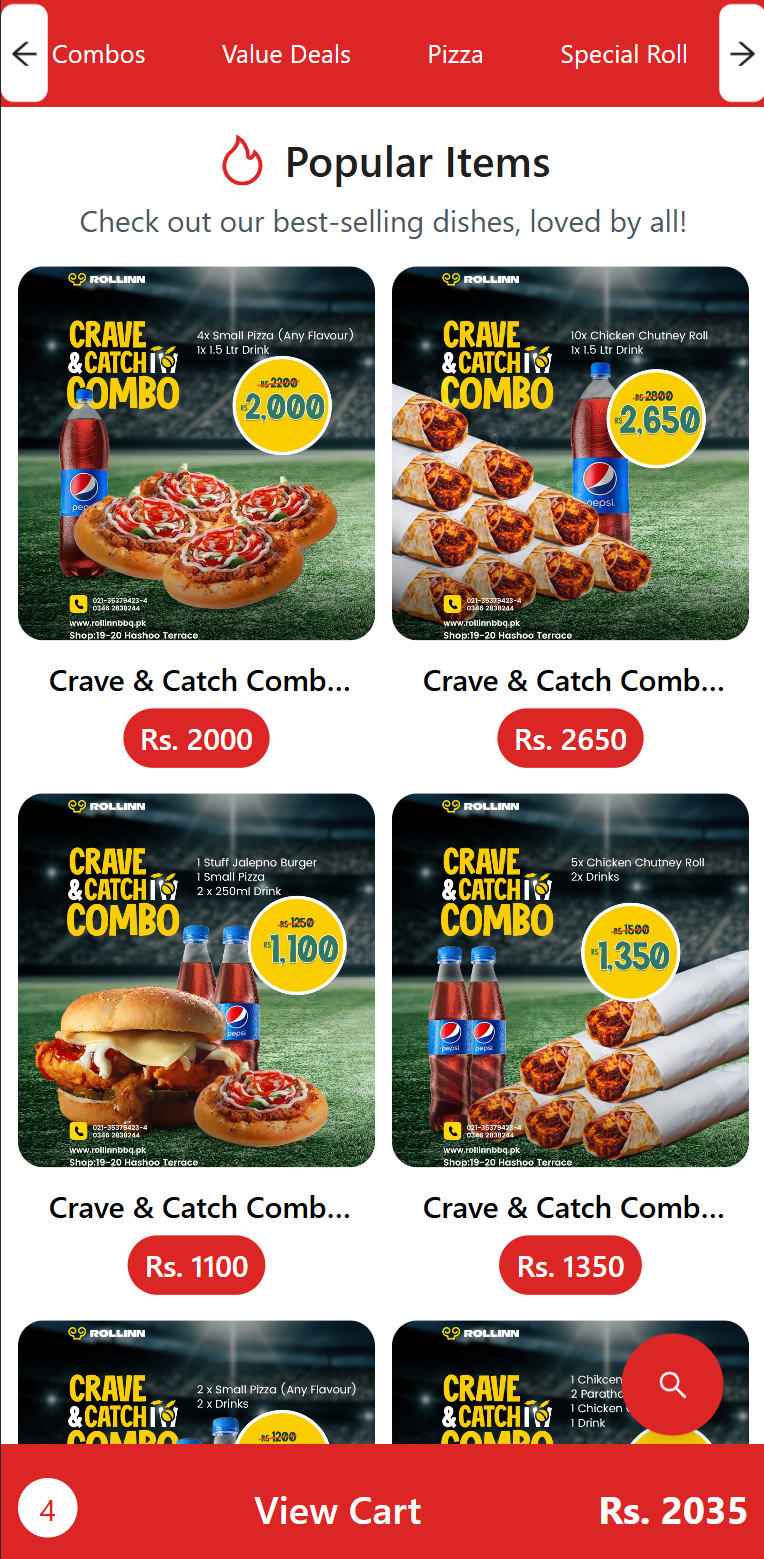 Combos Value Deals Pizza Special Roll
Popular Items
Check out our best-selling dishes, loved by all!
ROLLINN
CRAVE
& CATCH
COMBO
4x Small Pizza (Any Flavour)
1x 1.5 Ltr Drink
RS 2200
RS 2,000
pepsi
021-35379423-4
0346 2838244
www.rollinnbbq.pk
Shop:19-20 Hashoo Terrace
Crave & Catch Comb...
Rs. 2000
ROLLINN
CRAVE
& CATCH
COMBO
10x Chicken Chutney Roll
1x 1.5 Ltr Drink
RS 2800
RS 2,650
pepsi
021-35379423-4
0346 2838244
www.rollinnbbq.pk
Shop:19-20 Hashoo Terrace
Crave & Catch Comb...
Rs. 2650
ROLLINN
CRAVE
& CATCH
COMBO
1 Stuff Jalepno Burger
1 Small Pizza
2 x 250ml Drink
RS 1250
RS 1,100
pepsi
021-35379423-4
0346 2838244
www.rollinnbbq.pk
Shop:19-20 Hashoo Terrace
Crave & Catch Comb...
Rs. 1100
ROLLINN
CRAVE
& CATCH
COMBO
5x Chicken Chutney Roll
2x Drinks
RS 1500
RS 1,350
pepsi
pepsi
021-35379423-4
0346 2838244
www.rollinnbbq.pk
Shop:19-20 Hashoo Terrace
Crave & Catch Comb...
Rs. 1350
ROLLINN
CRAVE
& CATCH
COMBO
2 x Small Pizza (Any Flavour)
2 x Drinks
RS 1200
ROLLINN
CRAVE
& CATCH
COMBO
1 Chikcen
2 Paratha
1 Chicken
1 Drink
4 View Cart Rs. 2035